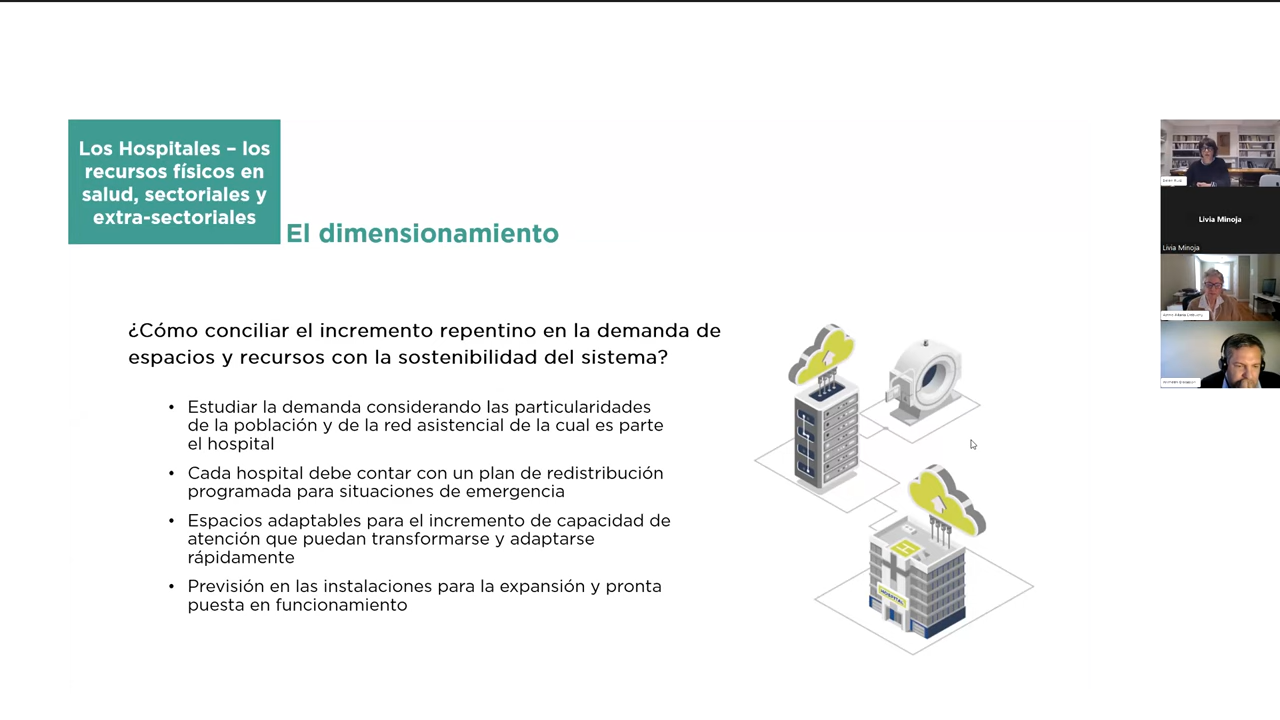 Los Hospitales – los
recursos físicos en
salud, sectoriales y
extra-sectoriales
El dimensionamiento
¿Cómo conciliar el incremento repentino en la demanda de
espacios y recursos con la sostenibilidad del sistema?
• Estudiar la demanda considerando las particularidades
de la población y de la red asistencial de la cual es parte
el hospital
• Cada hospital debe contar con un plan de redistribución
programada para situaciones de emergencia
• Espacios adaptables para el incremento de capacidad de
atención que puedan transformarse y adaptarse
rápidamente
• Previsión en las instalaciones para la expansión y pronta
puesta en funcionamiento
H
HOSPITAL
Livia Minoja
Livia Minoja